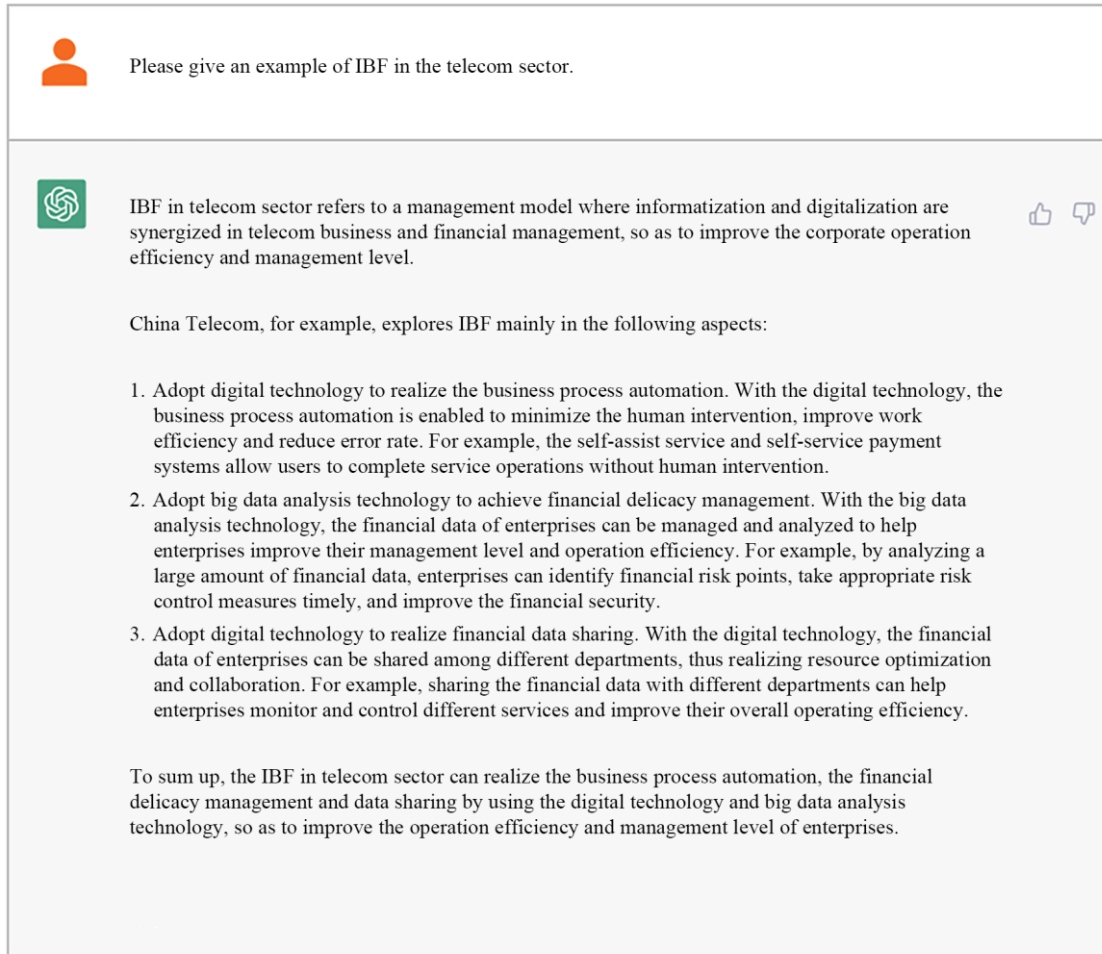 Please give an example of IBF in the telecom sector.
IBF in telecom sector refers to a management model where informatization and digitalization are
synergized in telecom business and financial management, so as to improve the corporate operation
efficiency and management level.
China Telecom, for example, explores IBF mainly in the following aspects:
1. Adopt digital technology to realize the business process automation. With the digital technology, the
business process automation is enabled to minimize the human intervention, improve work
efficiency and reduce error rate. For example, the self-assist service and self-service payment
systems allow users to complete service operations without human intervention.
2. Adopt big data analysis technology to achieve financial delicacy management. With the big data
analysis technology, the financial data of enterprises can be managed and analyzed to help
enterprises improve their management level and operation efficiency. For example, by analyzing a
large amount of financial data, enterprises can identify financial risk points, take appropriate risk
control measures timely, and improve the financial security.
3. Adopt digital technology to realize financial data sharing. With the digital technology, the financial
data of enterprises can be shared among different departments, thus realizing resource optimization
and collaboration. For example, sharing the financial data with different departments can help
enterprises monitor and control different services and improve their overall operating efficiency.
To sum up, the IBF in telecom sector can realize the business process automation, the financial
delicacy management and data sharing by using the digital technology and big data analysis
technology, so as to improve the operation efficiency and management level of enterprises.